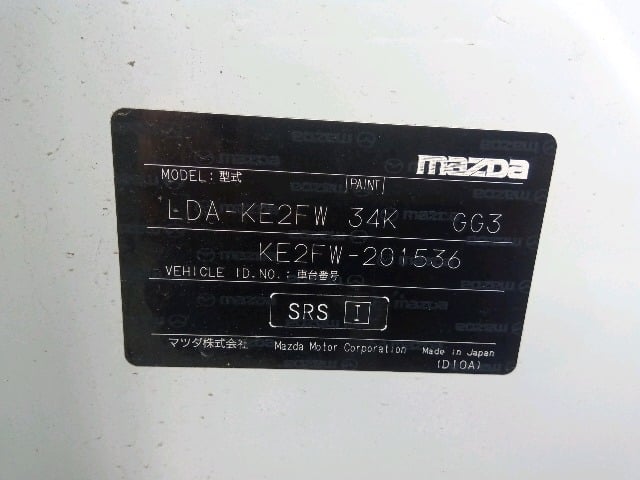 mazda
MODEL: 型式 PAINT
LDA-KE2FW 34K GG3
KE2FW-201536
VEHICLE ID.NO.: 車台番号
SRS I
マツダ株式会社 Mazda Motor Corporation Made in Japan
(D10A)